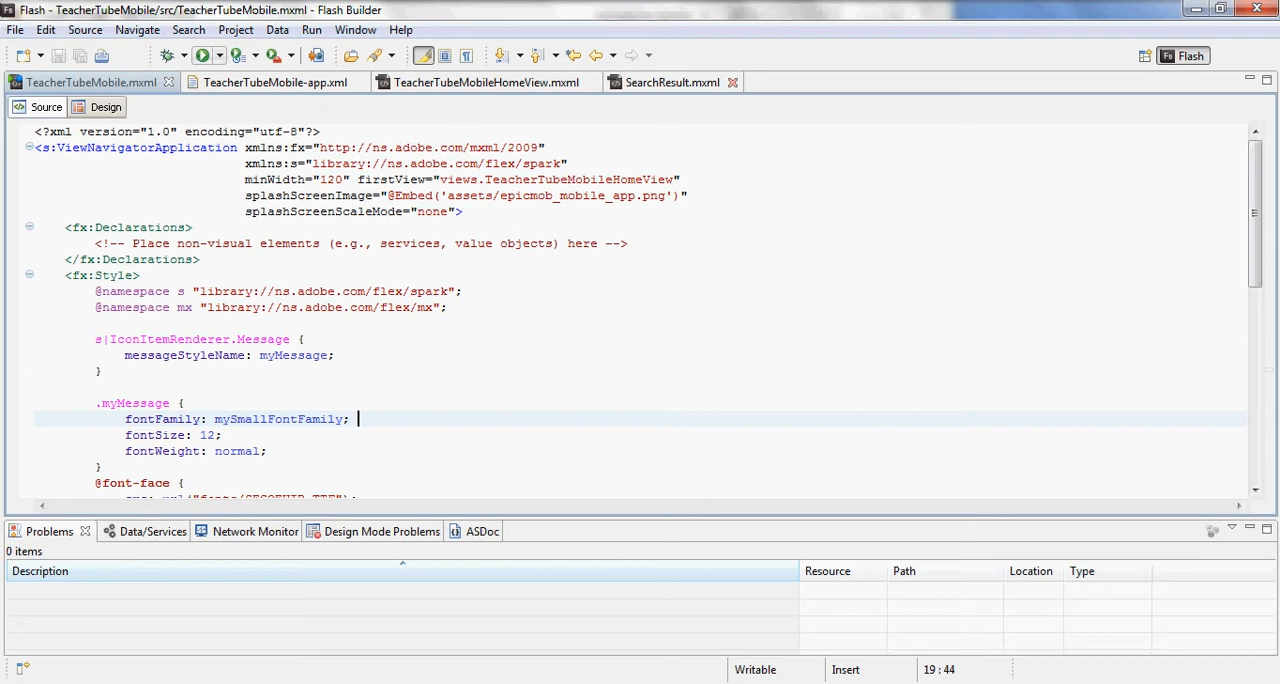 Flash - TeacherTubeMobile/src/TeacherTubeMobile.mxml - Flash Builder
File Edit Source Navigate Search Project Data Run Window Help
Flash
TeacherTubeMobile.mxml TeacherTubeMobile-app.xml TeacherTubeMobileHomeView.mxml SearchResult.mxml
Source Design
<?xml version="1.0" encoding="utf-8"?>
<s:ViewNavigatorApplication xmlns:fx="http://ns.adobe.com/mxml/2009"
xmlns:s="library://ns.adobe.com/flex/spark"
minWidth="120" firstView="views.TeacherTubeMobileHomeView"
splashScreenImage="@Embed('assets/epicmob_mobile_app.png')"
splashScreenScaleMode="none">
<fx:Declarations>
<!-- Place non-visual elements (e.g., services, value objects) here -->
</fx:Declarations>
<fx:Style>
@namespace s "library://ns.adobe.com/flex/spark";
@namespace mx "library://ns.adobe.com/flex/mx";
s|IconItemRenderer.Message {
messageStyleName: myMessage;
}
.myMessage {
fontFamily: mySmallFontFamily;
fontSize: 12;
fontWeight: normal;
}
@font-face {
Problems Data/Services Network Monitor Design Mode Problems ASDoc
0 items
Description Resource Path Location Type
Writable Insert 19 : 44